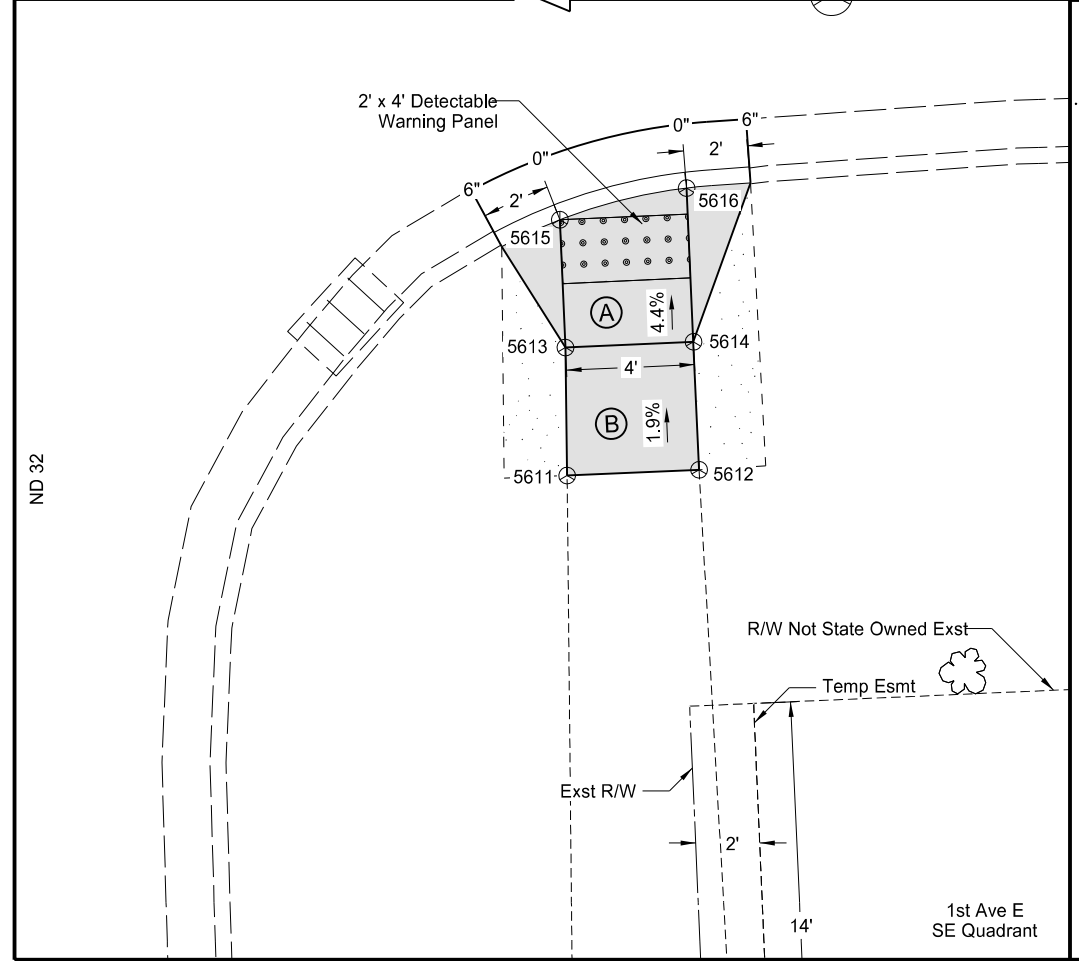 2' x 4' Detectable
Warning Panel
6"
0"
0"
6"
2'
2'
5616
5615
A
4.4%
5613
5614
4'
B
1.9%
5611
5612
ND 32
R/W Not State Owned Exst
Temp Esmt
Exst R/W
2'
14'
1st Ave E
SE Quadrant